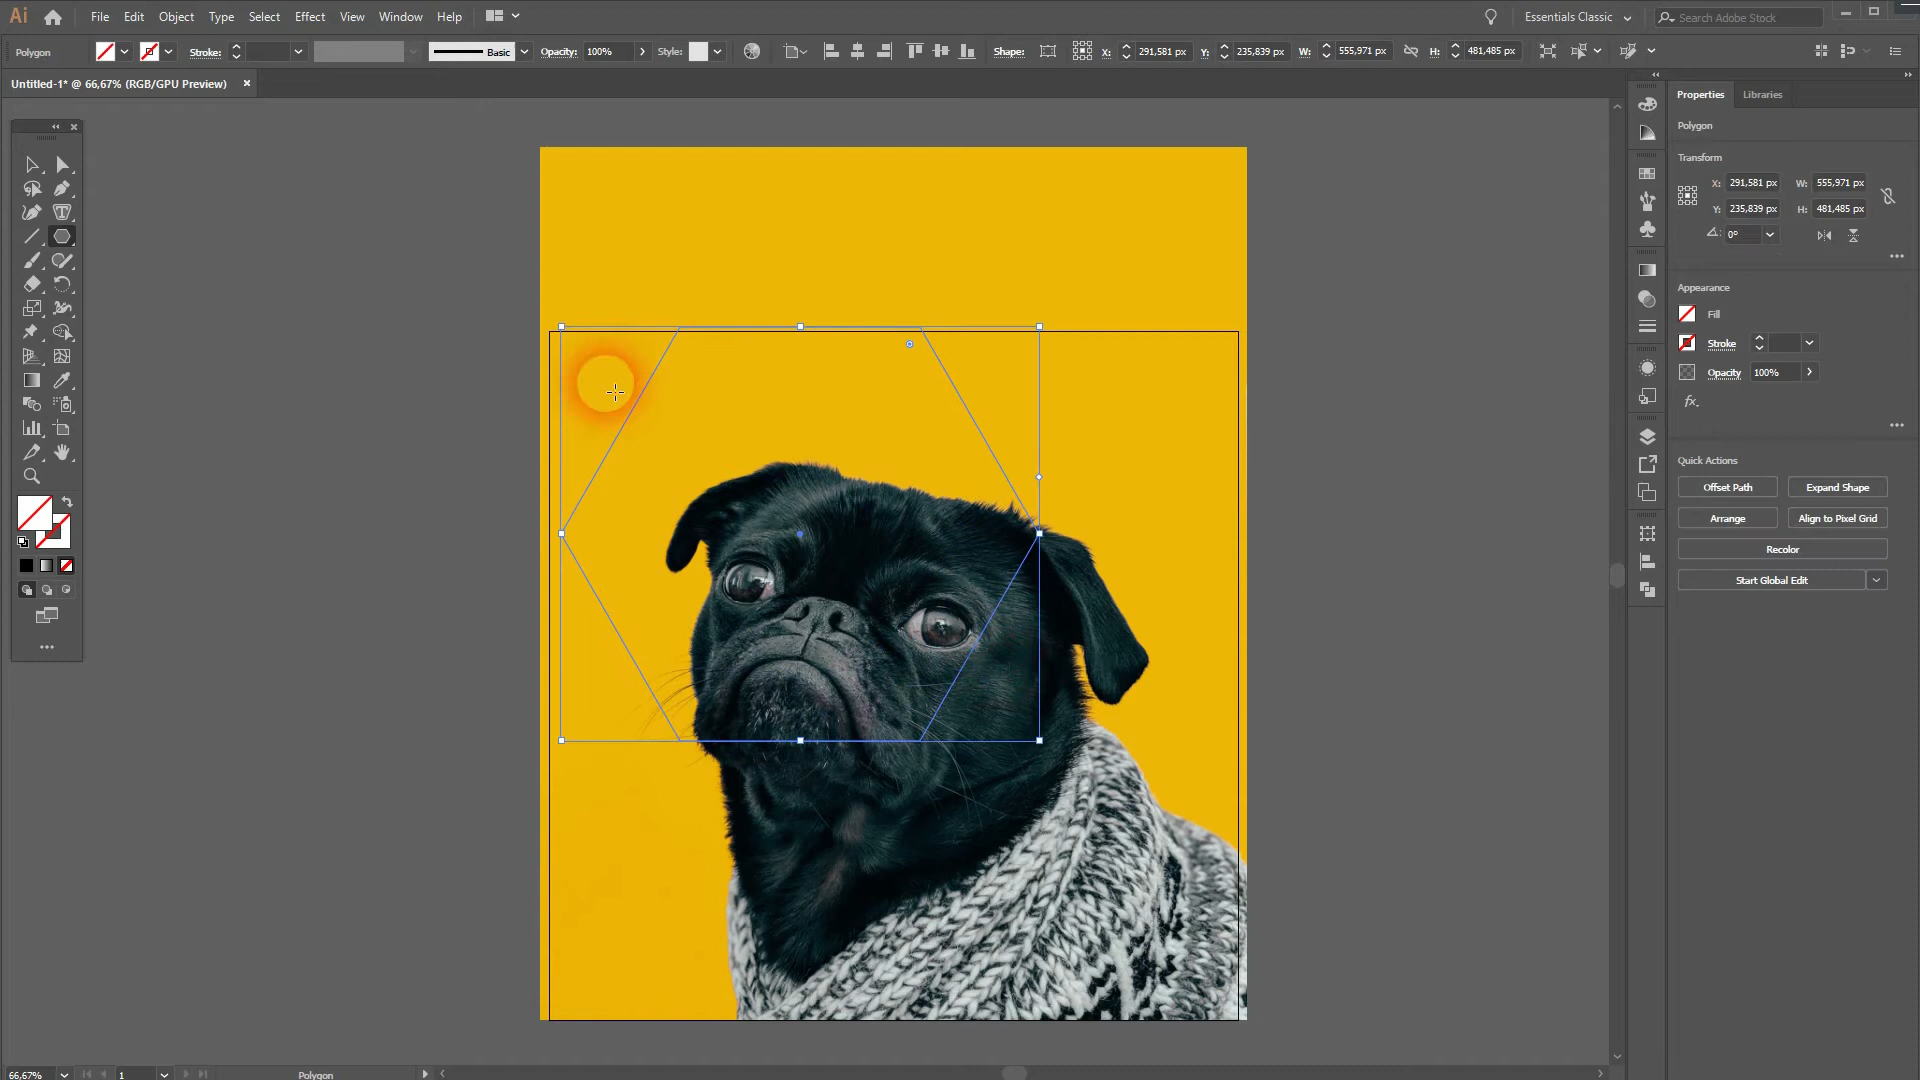 Ai File Edit Object Type Select Effect View Window Help Essentials Classic Search Adobe Stock
Polygon Stroke: Basic Opacity: 100% Style: Shape: X: 291,581 px Y: 235,839 px W: 555,971 px H: 481,485 px
Untitled-1* @ 66,67% (RGB/GPU Preview)
Properties Libraries
Polygon
Transform
X: 291,581 px W: 555,971 px
Y: 235,839 px H: 481,485 px
0°
Appearance
Fill
Stroke
Opacity 100%
fx.
Quick Actions
Offset Path Expand Shape
Arrange Align to Pixel Grid
Recolor
Start Global Edit
66,67% 1 Polygon